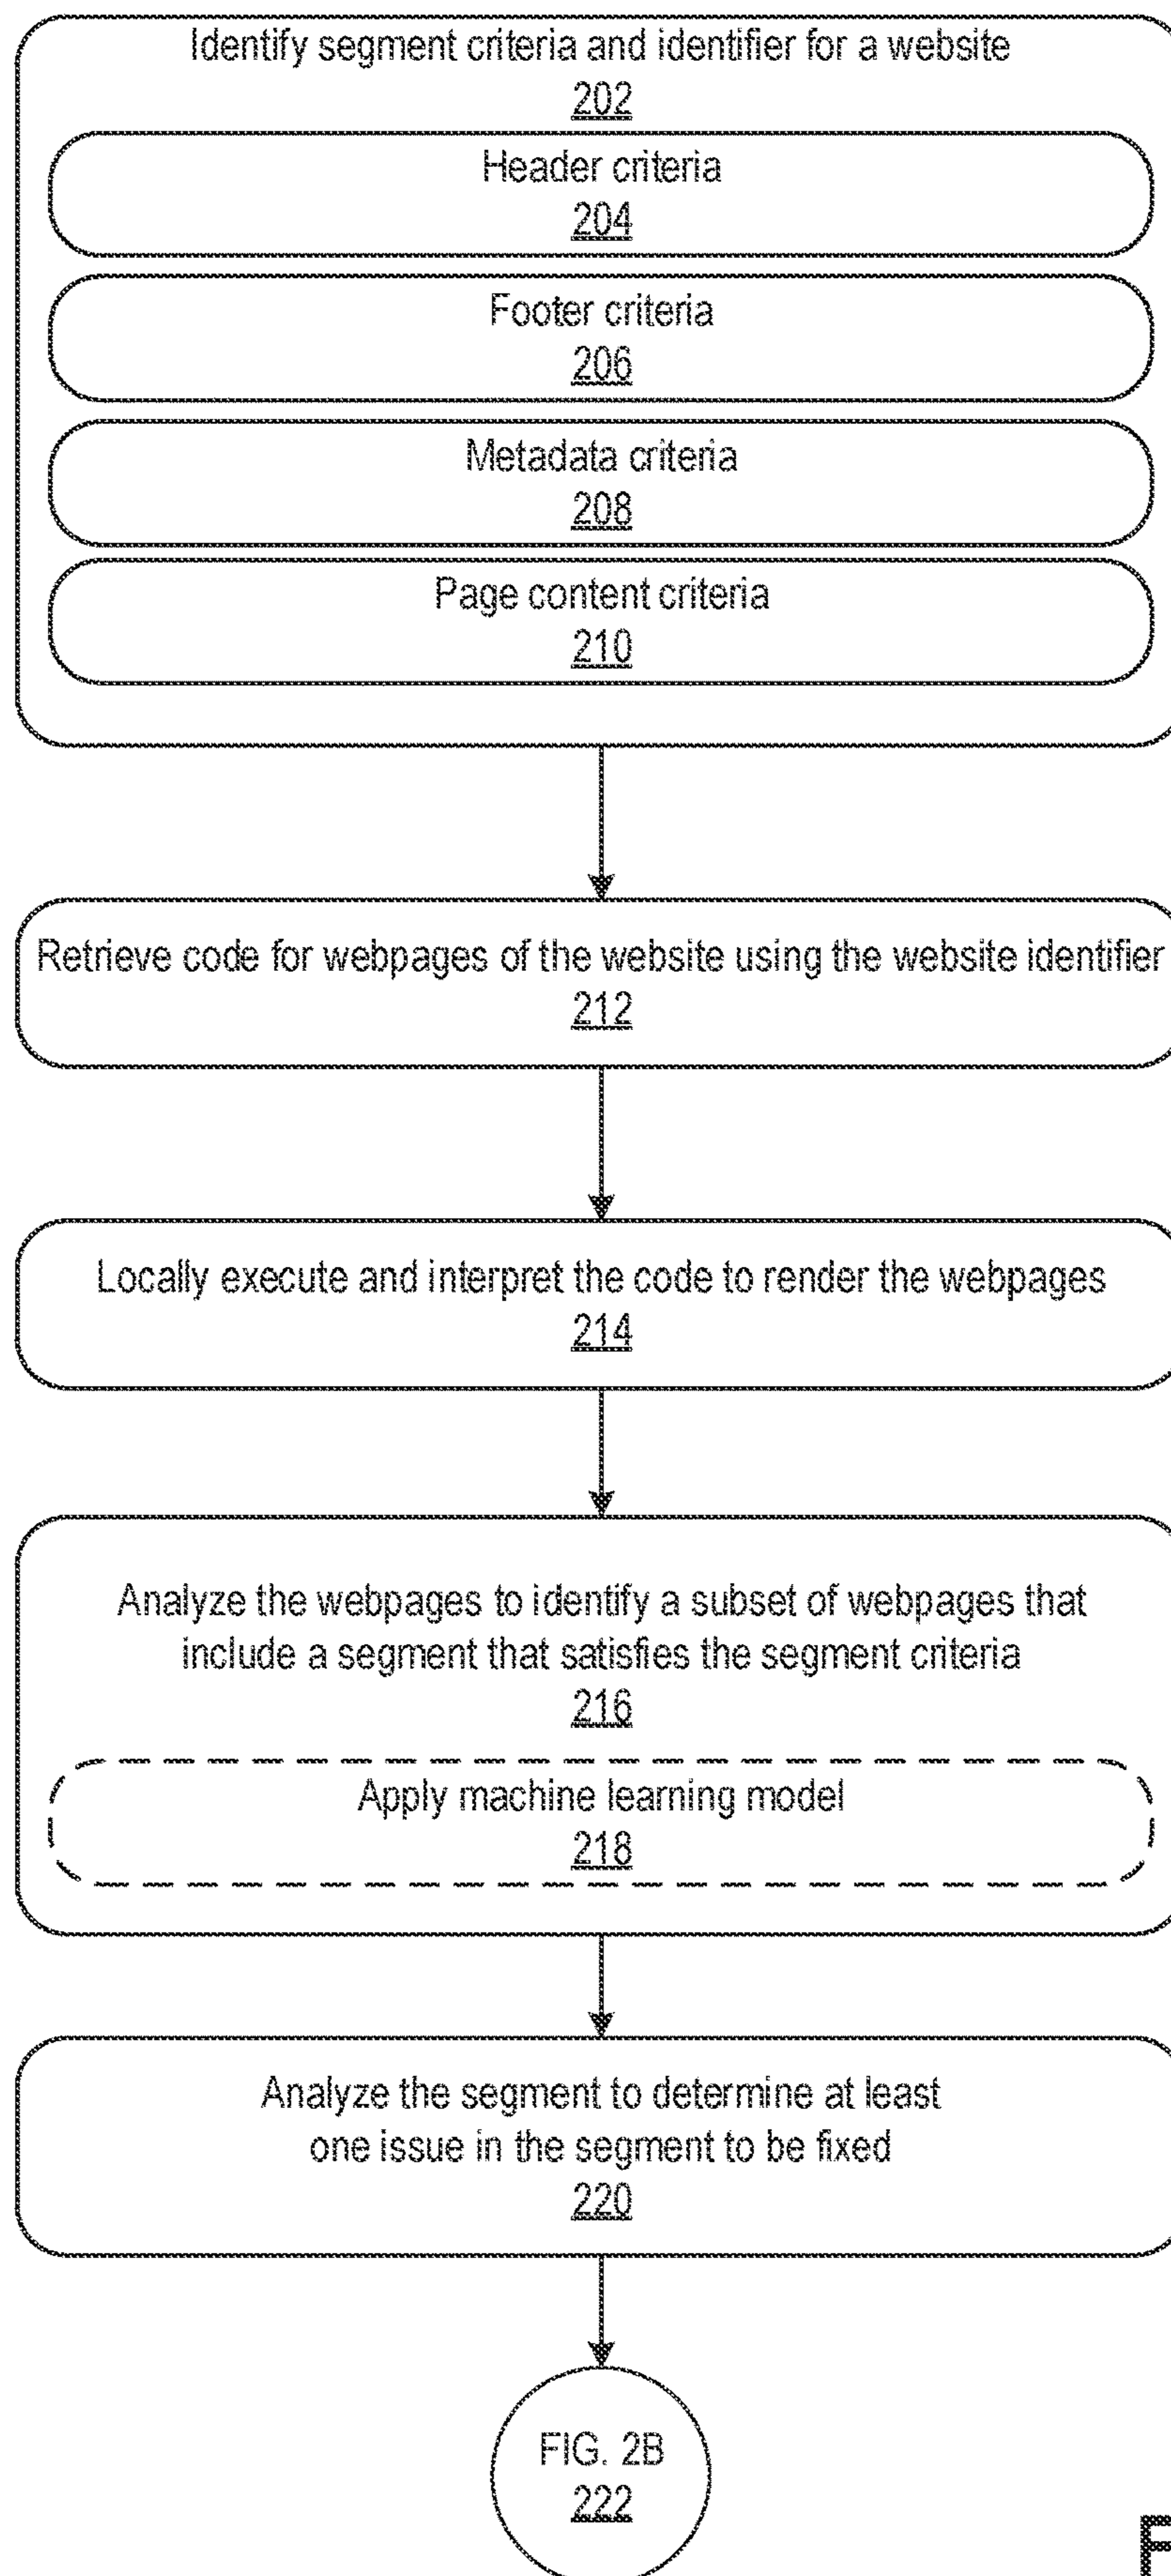 Identify segment criteria and identifier for a website
202
Header criteria
204
Footer criteria
206
Metadata criteria
208
Page content criteria
210
Retrieve code for webpages of the website using the website identifier
212
Locally execute and interpret the code to render the webpages
214
Analyze the webpages to identify a subset of webpages that
include a segment that satisfies the segment criteria
216
Apply machine learning model
218
Analyze the segment to determine at least
one issue in the segment to be fixed
220
FIG. 2B
222